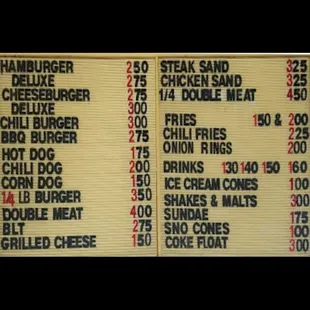 HAMBURGER 250
DELUXE 275
CHEESEBURGER 275
DELUXE 300
CHILI BURGER 300
BBQ BURGER 275
HOT DOG 175
CHILI DOG 200
CORN DOG 150
1/4 LB BURGER 350
DOUBLE MEAT 400
BLT 275
GRILLED CHEESE 150
STEAK SAND 325
CHICKEN SAND 325
1/4 DOUBLE MEAT 450
FRIES 150 & 200
CHILI FRIES 225
ONION RINGS 200
DRINKS 130 140 150 160
ICE CREAM CONES 100
SHAKES & MALTS 300
SUNDAE 175
SNO CONES 100
COKE FLOAT 300